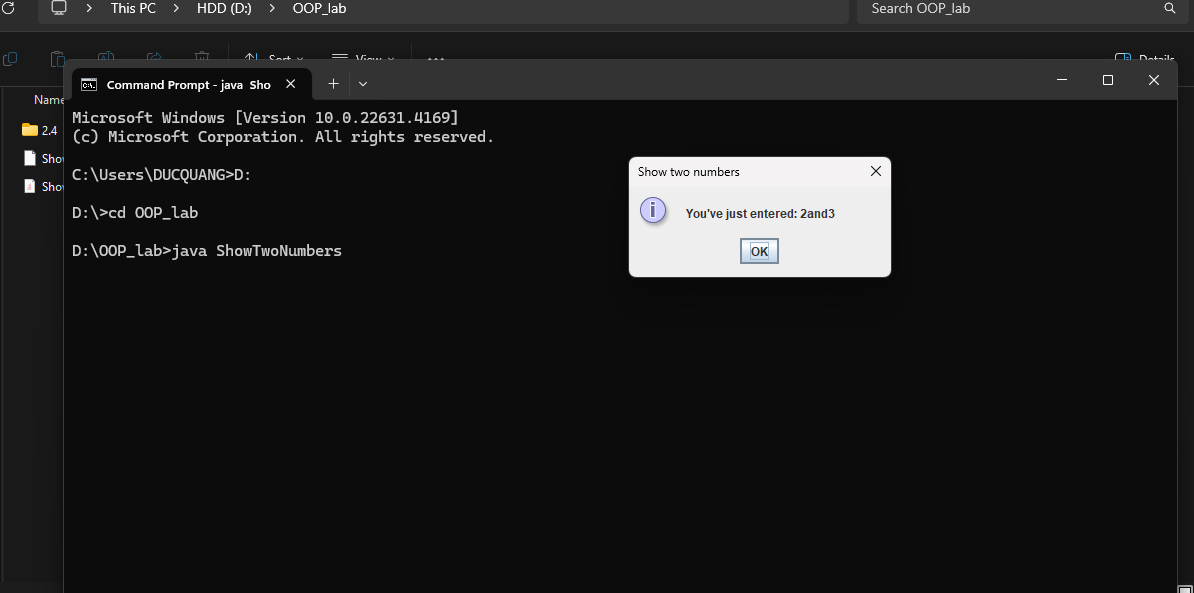 This PC > HDD (D:) > OOP_lab
Search OOP_lab
Sort
View
Details
Command Prompt - java Sho
Name
Microsoft Windows [Version 10.0.22631.4169]
2.4
(c) Microsoft Corporation. All rights reserved.
Show
C:\Users\DUCQUANG>D:
Show
D:\>cd OOP_lab
D:\OOP_lab>java ShowTwoNumbers
Show two numbers
You've just entered: 2and3
OK